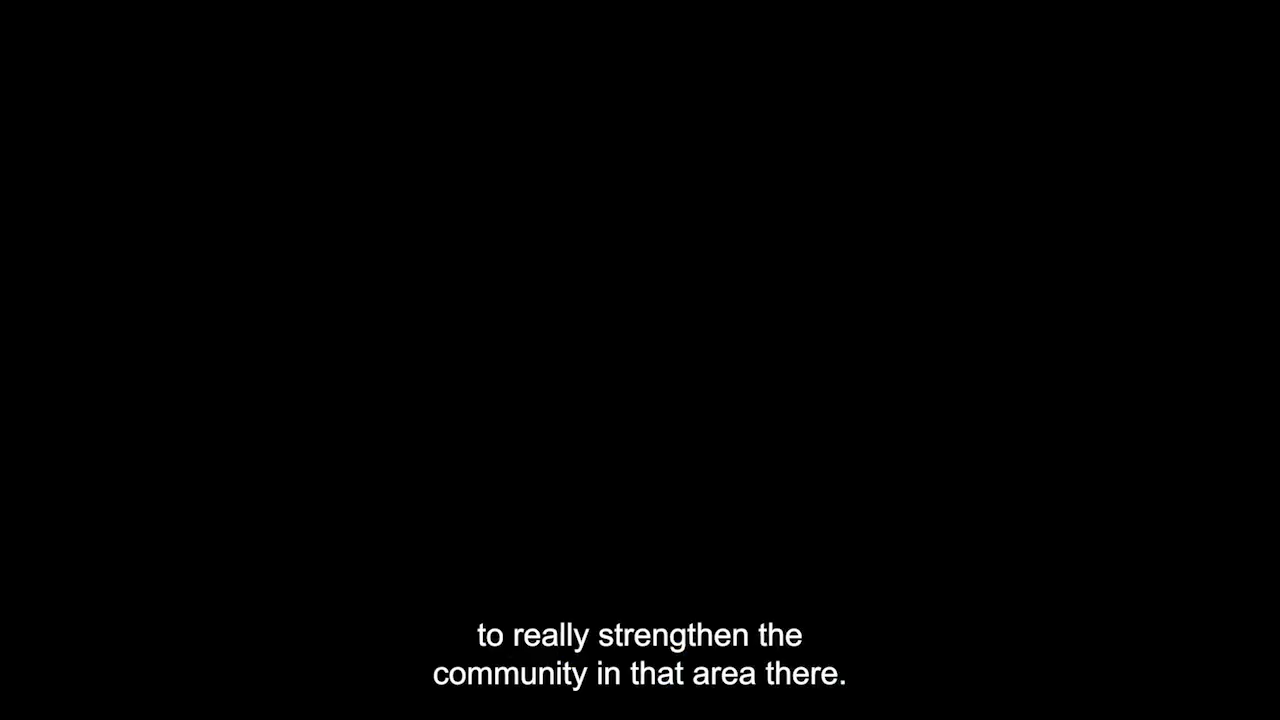 to really strengthen the
community in that area there.